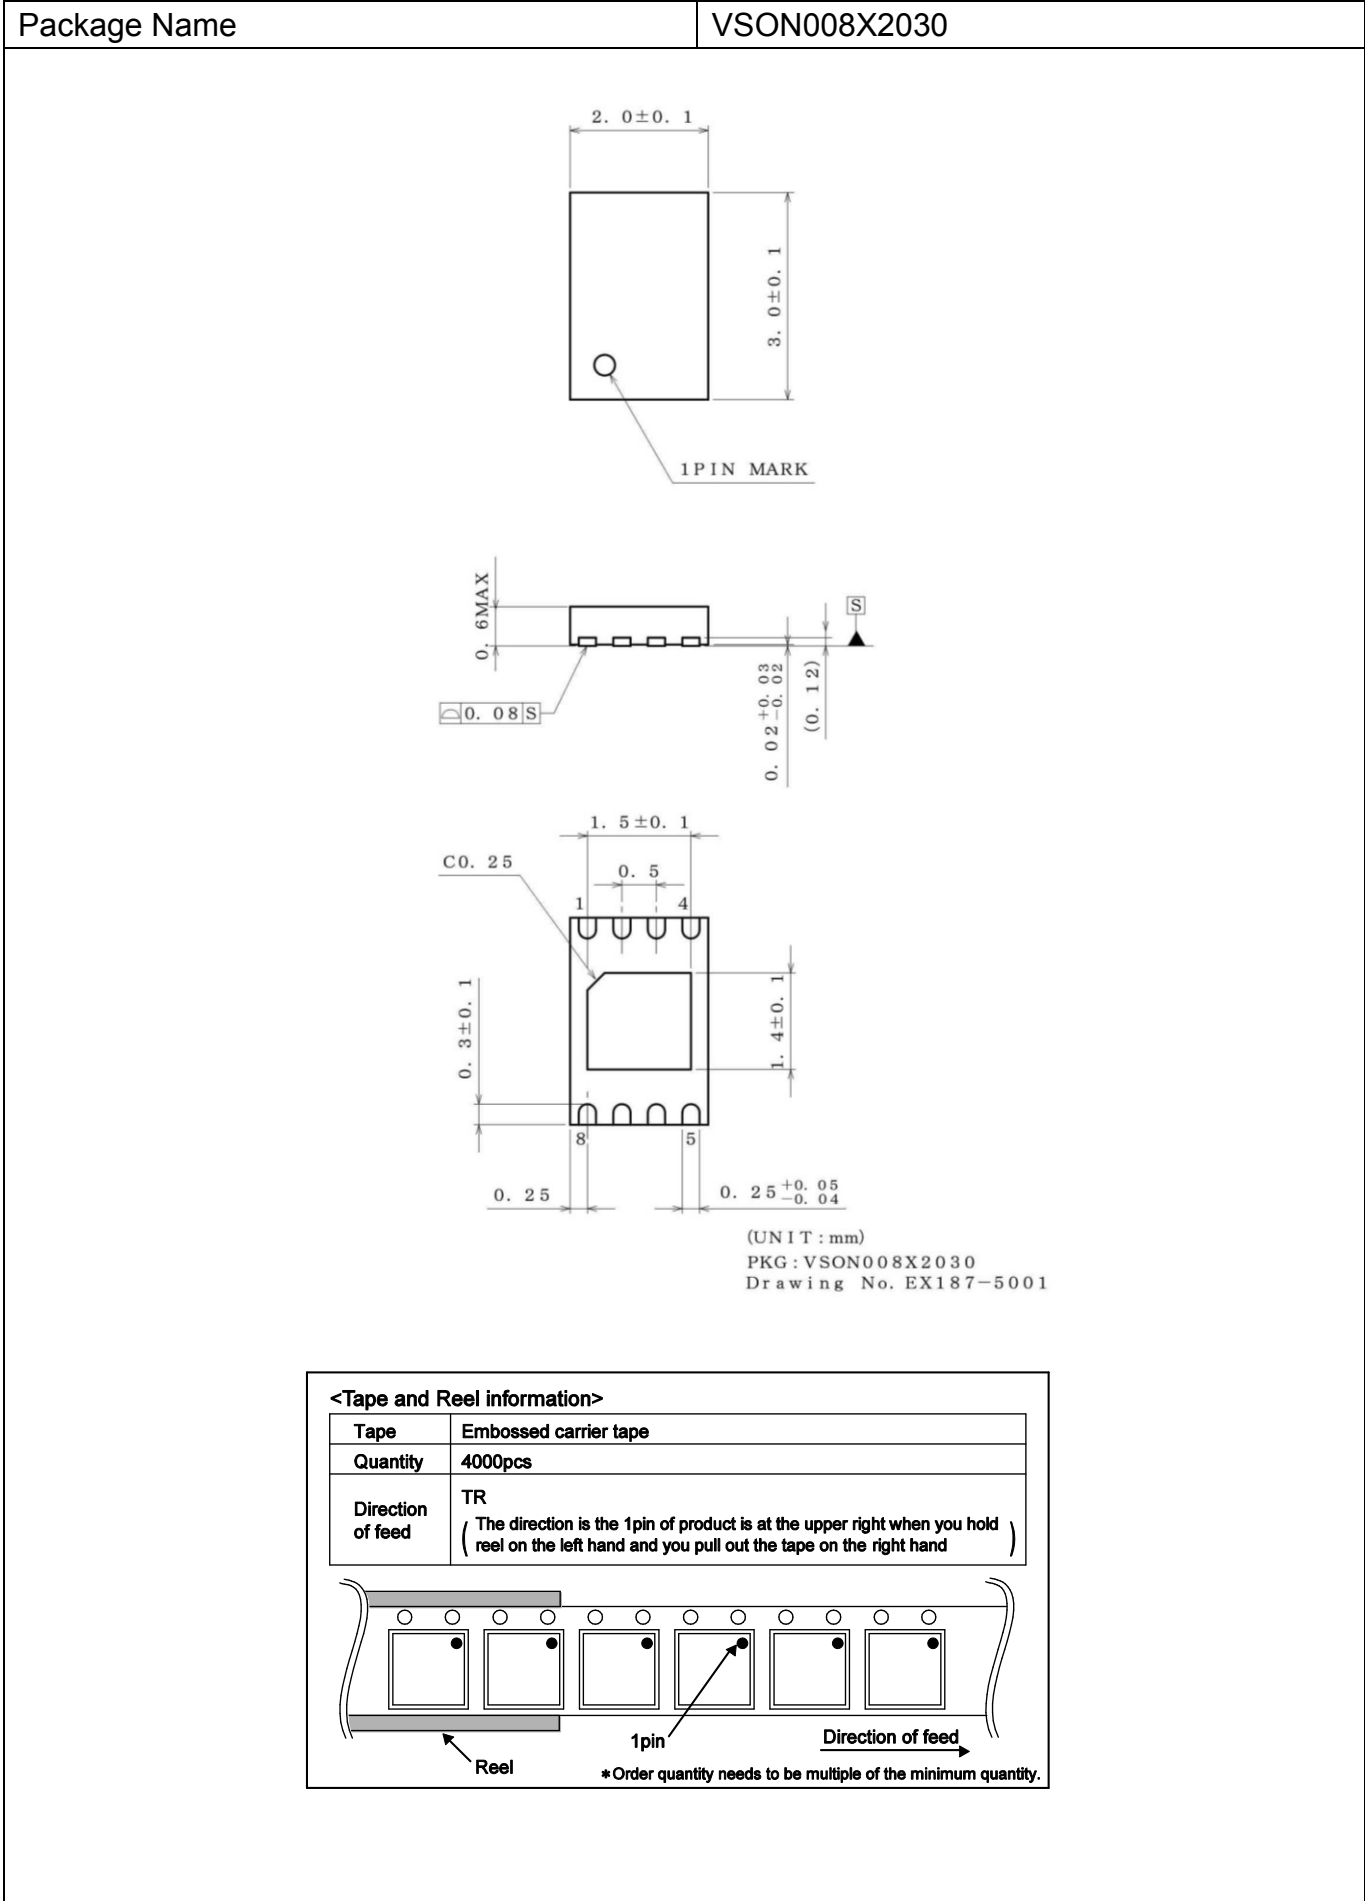 Package Name
VSON008X2030
2. 0±0. 1
3. 0±0. 1
1PIN MARK
0. 6MAX
S
0. 08 S
0. 02 +0. 03 −0. 02
(0. 12)
1. 5±0. 1
C0. 25
0. 5
1
4
0. 3±0. 1
1. 4±0. 1
8
5
0. 25
0. 25 +0. 05 −0. 04
(UNIT : mm)
PKG : VSON008X2030
Drawing No. EX187−5001
<Tape and Reel information>
Tape
Embossed carrier tape
Quantity
4000pcs
Direction
of feed
TR
( The direction is the 1pin of product is at the upper right when you hold
reel on the left hand and you pull out the tape on the right hand )
1pin
Direction of feed
Reel
*Order quantity needs to be multiple of the minimum quantity.